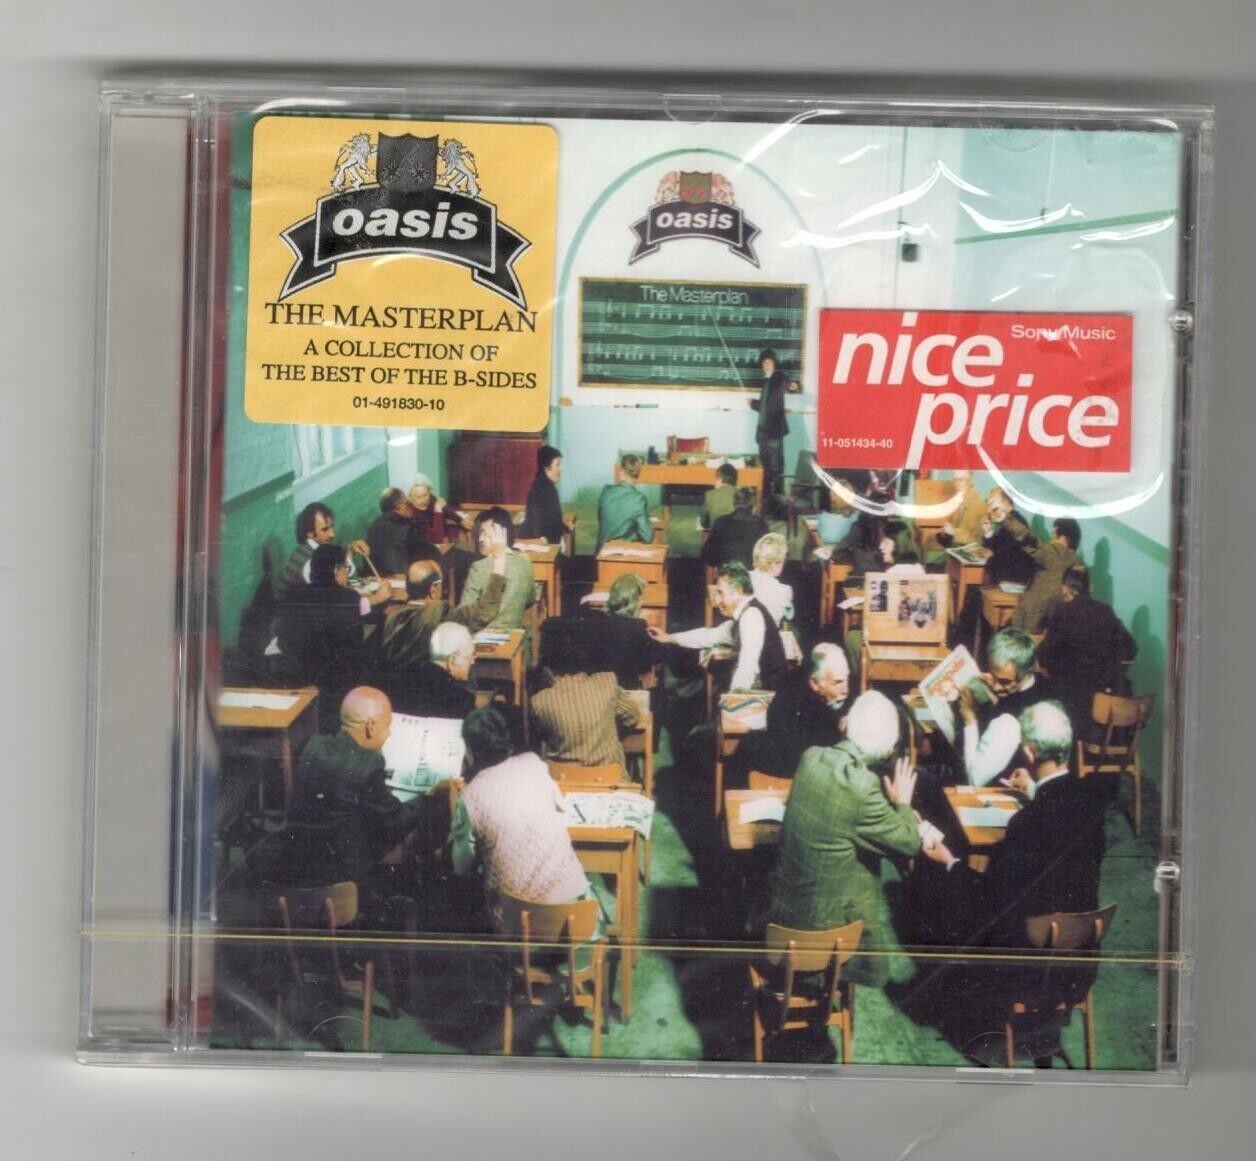 oasis
THE MASTERPLAN
A COLLECTION OF
THE BEST OF THE B-SIDES
01-491830-10
oasis
The Masterplan
Sony Music
nice
price
11-051434-40